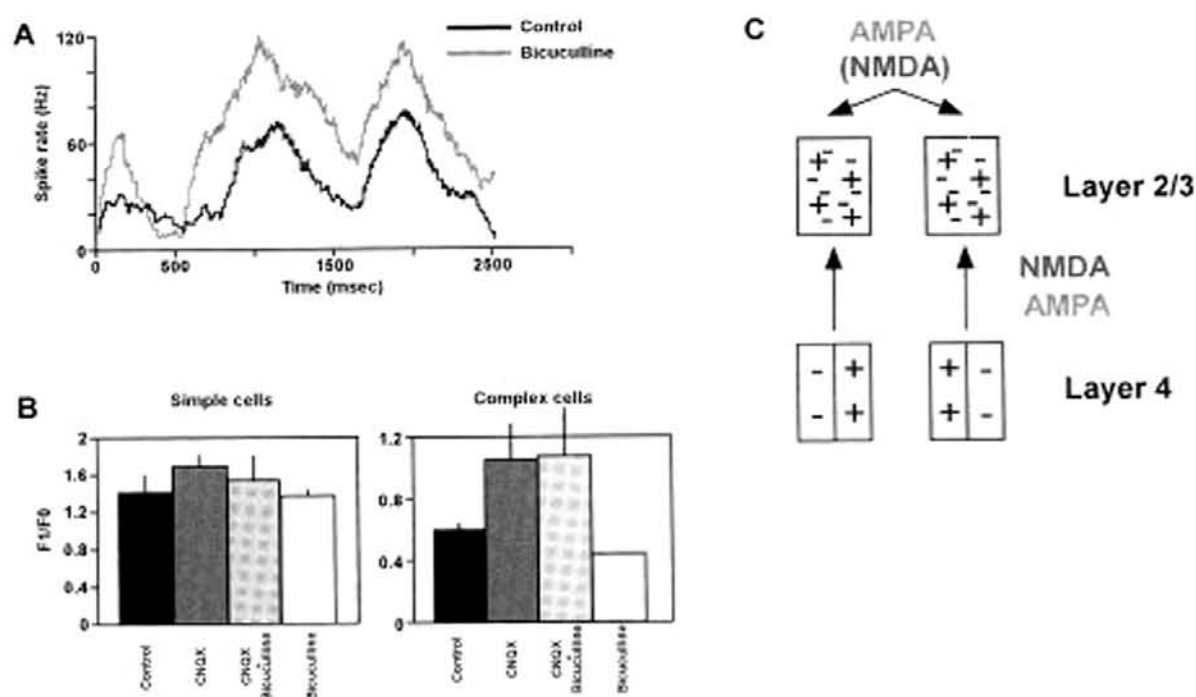 A
Control
Bicuculline
120
60
0
Spike rate (Hz)
0
500
1500
2500
Time (msec)
B
Simple cells
2
1.6
1.2
0.8
0.4
0
F1/F0
Control
CNQX
CNQX
+
Bicuculline
Bicuculline
Complex cells
1.2
0.8
0.4
0
Control
CNQX
CNQX
+
Bicuculline
Bicuculline
C
AMPA
(NMDA)
Layer 2/3
NMDA
AMPA
Layer 4